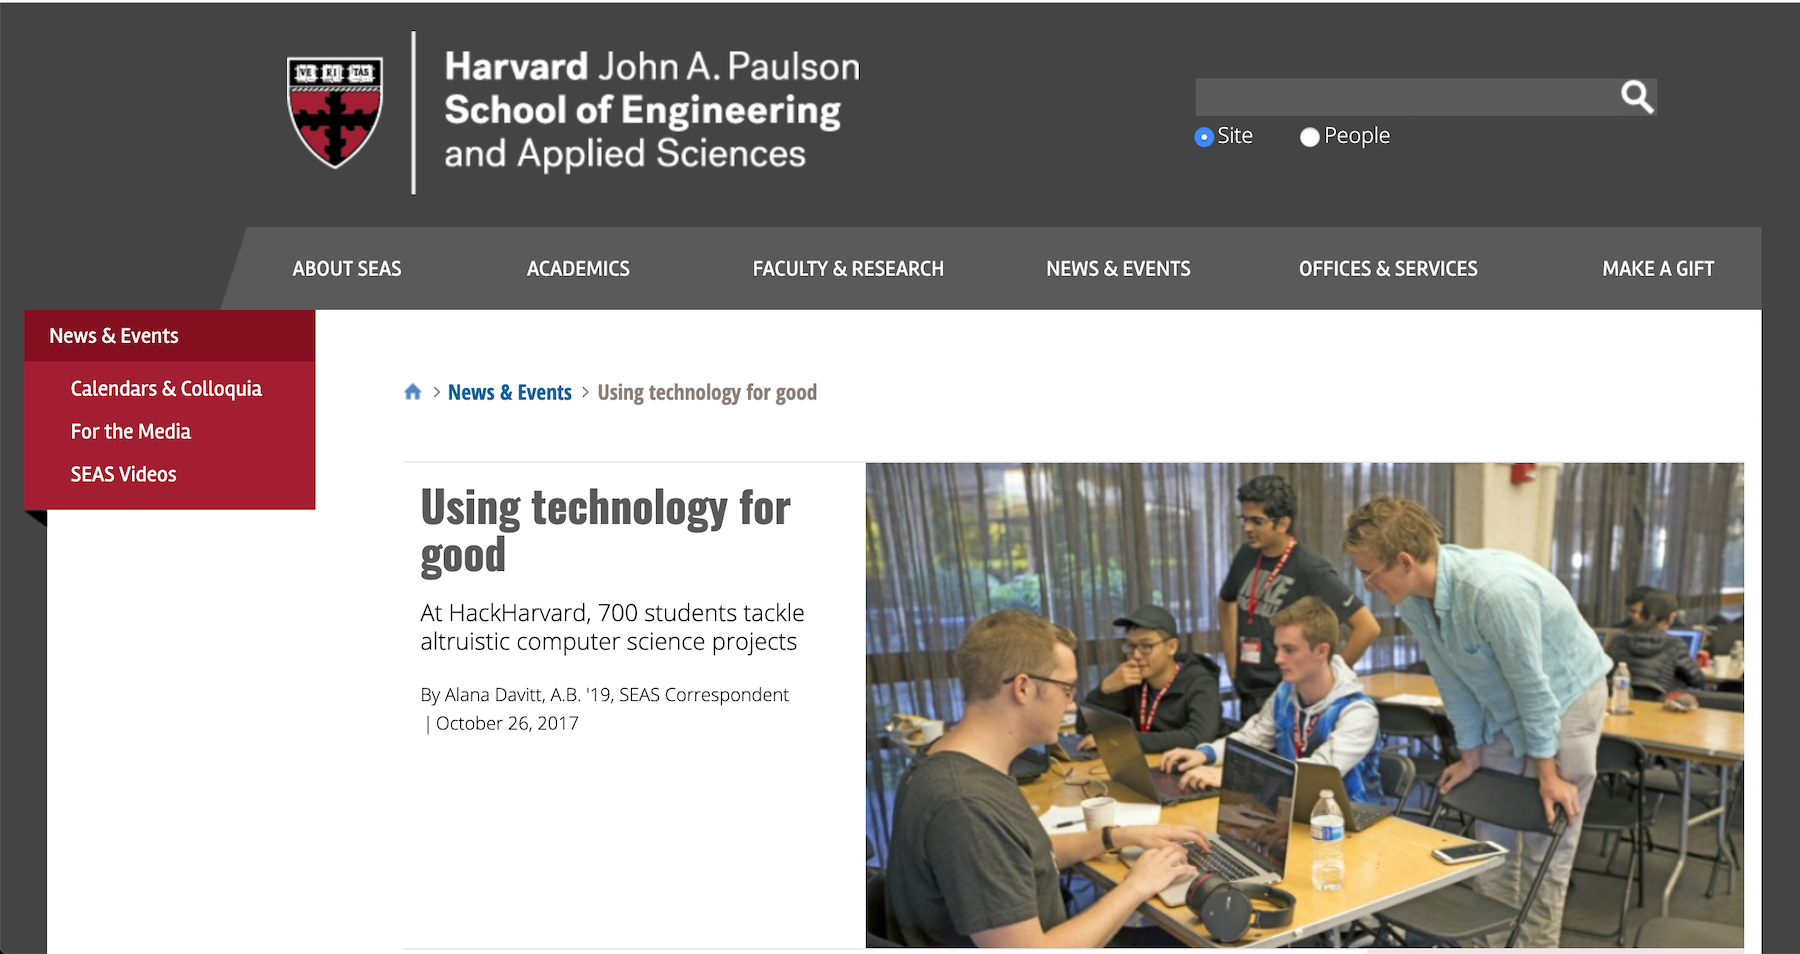 VE RI TAS
Harvard John A. Paulson
School of Engineering
and Applied Sciences
Site
People
ABOUT SEAS
ACADEMICS
FACULTY & RESEARCH
NEWS & EVENTS
OFFICES & SERVICES
MAKE A GIFT
News & Events
Calendars & Colloquia
For the Media
SEAS Videos
> News & Events > Using technology for good
Using technology for
good
At HackHarvard, 700 students tackle
altruistic computer science projects
By Alana Davitt, A.B. '19, SEAS Correspondent
| October 26, 2017